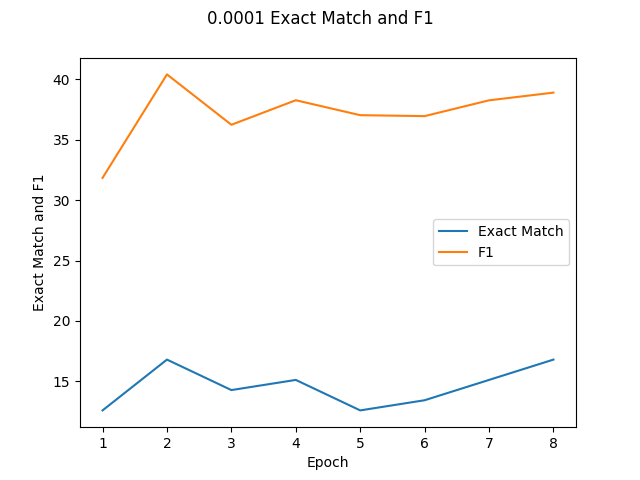 0.0001 Exact Match and F1
Exact Match and F1
40
35
30
25
20
15
Exact Match
F1
1 2 3 4 5 6 7 8
Epoch